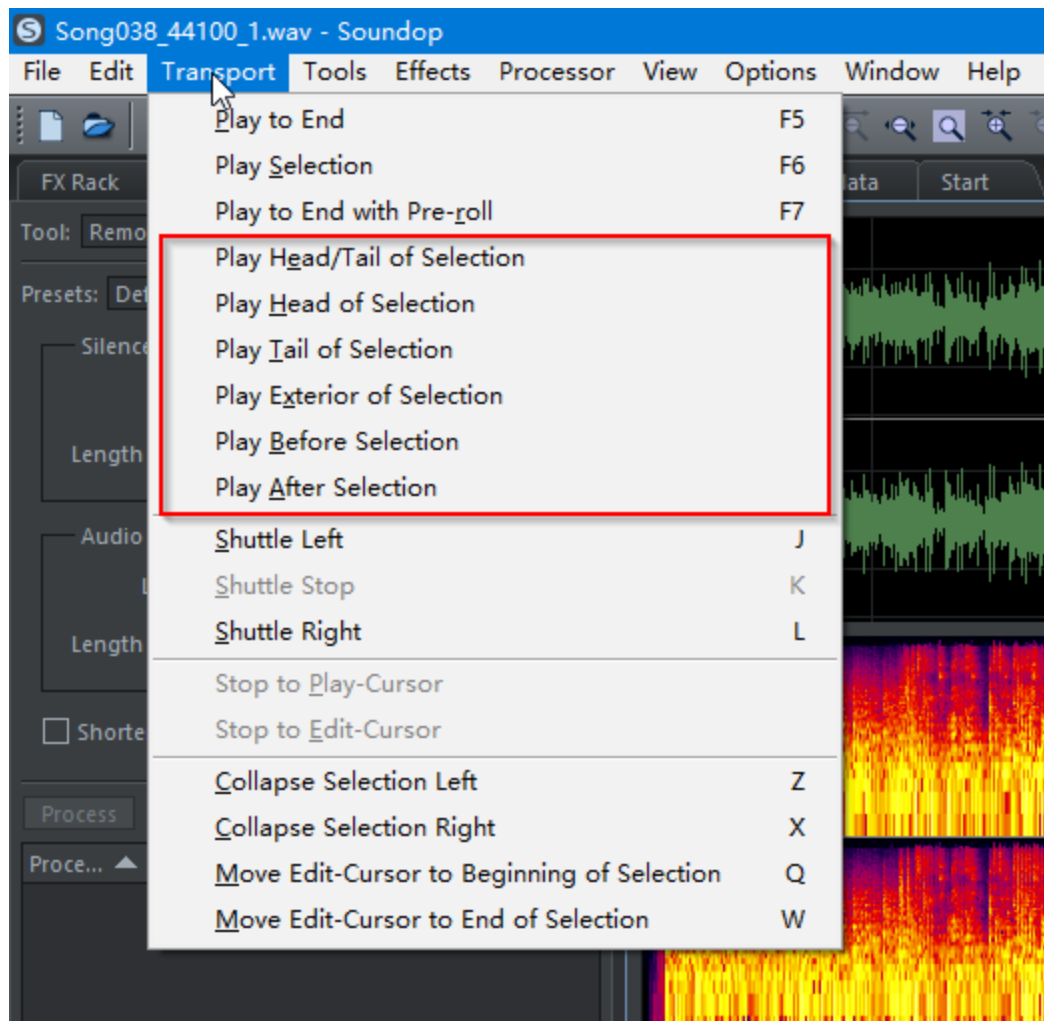 Song038_44100_1.wav - Soundop
File Edit Transport Tools Effects Processor View Options Window Help
Play to End F5
Play Selection F6
FX Rack
Start
Play to End with Pre-roll F7
Tool:
Play Head/Tail of Selection
Presets:
Play Head of Selection
Play Tail of Selection
Play Exterior of Selection
Play Before Selection
Length
Play After Selection
Audio
Shuttle Left J
Shuttle Stop K
Length
Shuttle Right L
Stop to Play-Cursor
Stop to Edit-Cursor
Collapse Selection Left Z
Process
Collapse Selection Right X
Proce...
Move Edit-Cursor to Beginning of Selection Q
Move Edit-Cursor to End of Selection W